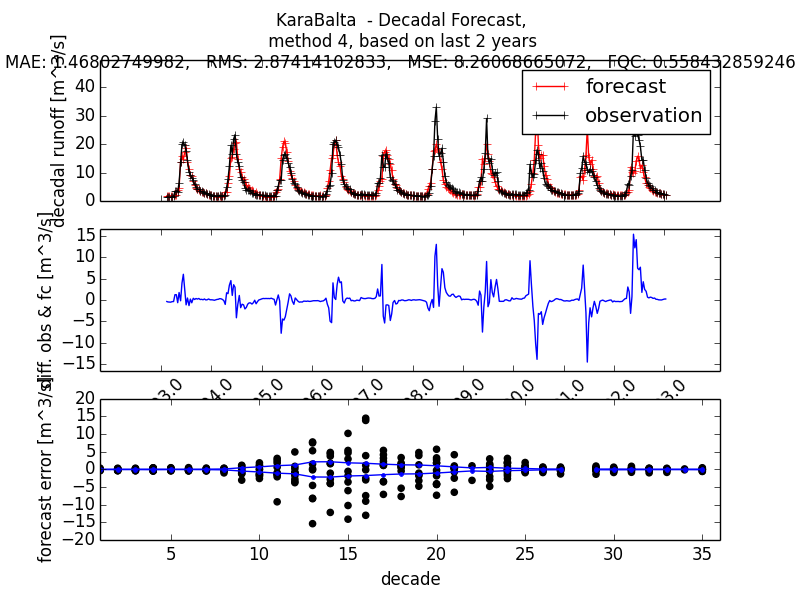 KaraBalta - Decadal Forecast,
method 4, based on last 2 years
RMS: 2.87414102833, MSE: 8.26068665072, FQC: 0.558432859246
decadal runoff [m^3/s]
40
30
20
10
0
forecast
observation
diff. obs & fc [m^3/s]
15
10
5
0
−5
−10
−15
forecast error [m^3/s]
20
15
10
5
0
−5
−10
−15
−20
5 10 15 20 25 30 35
decade